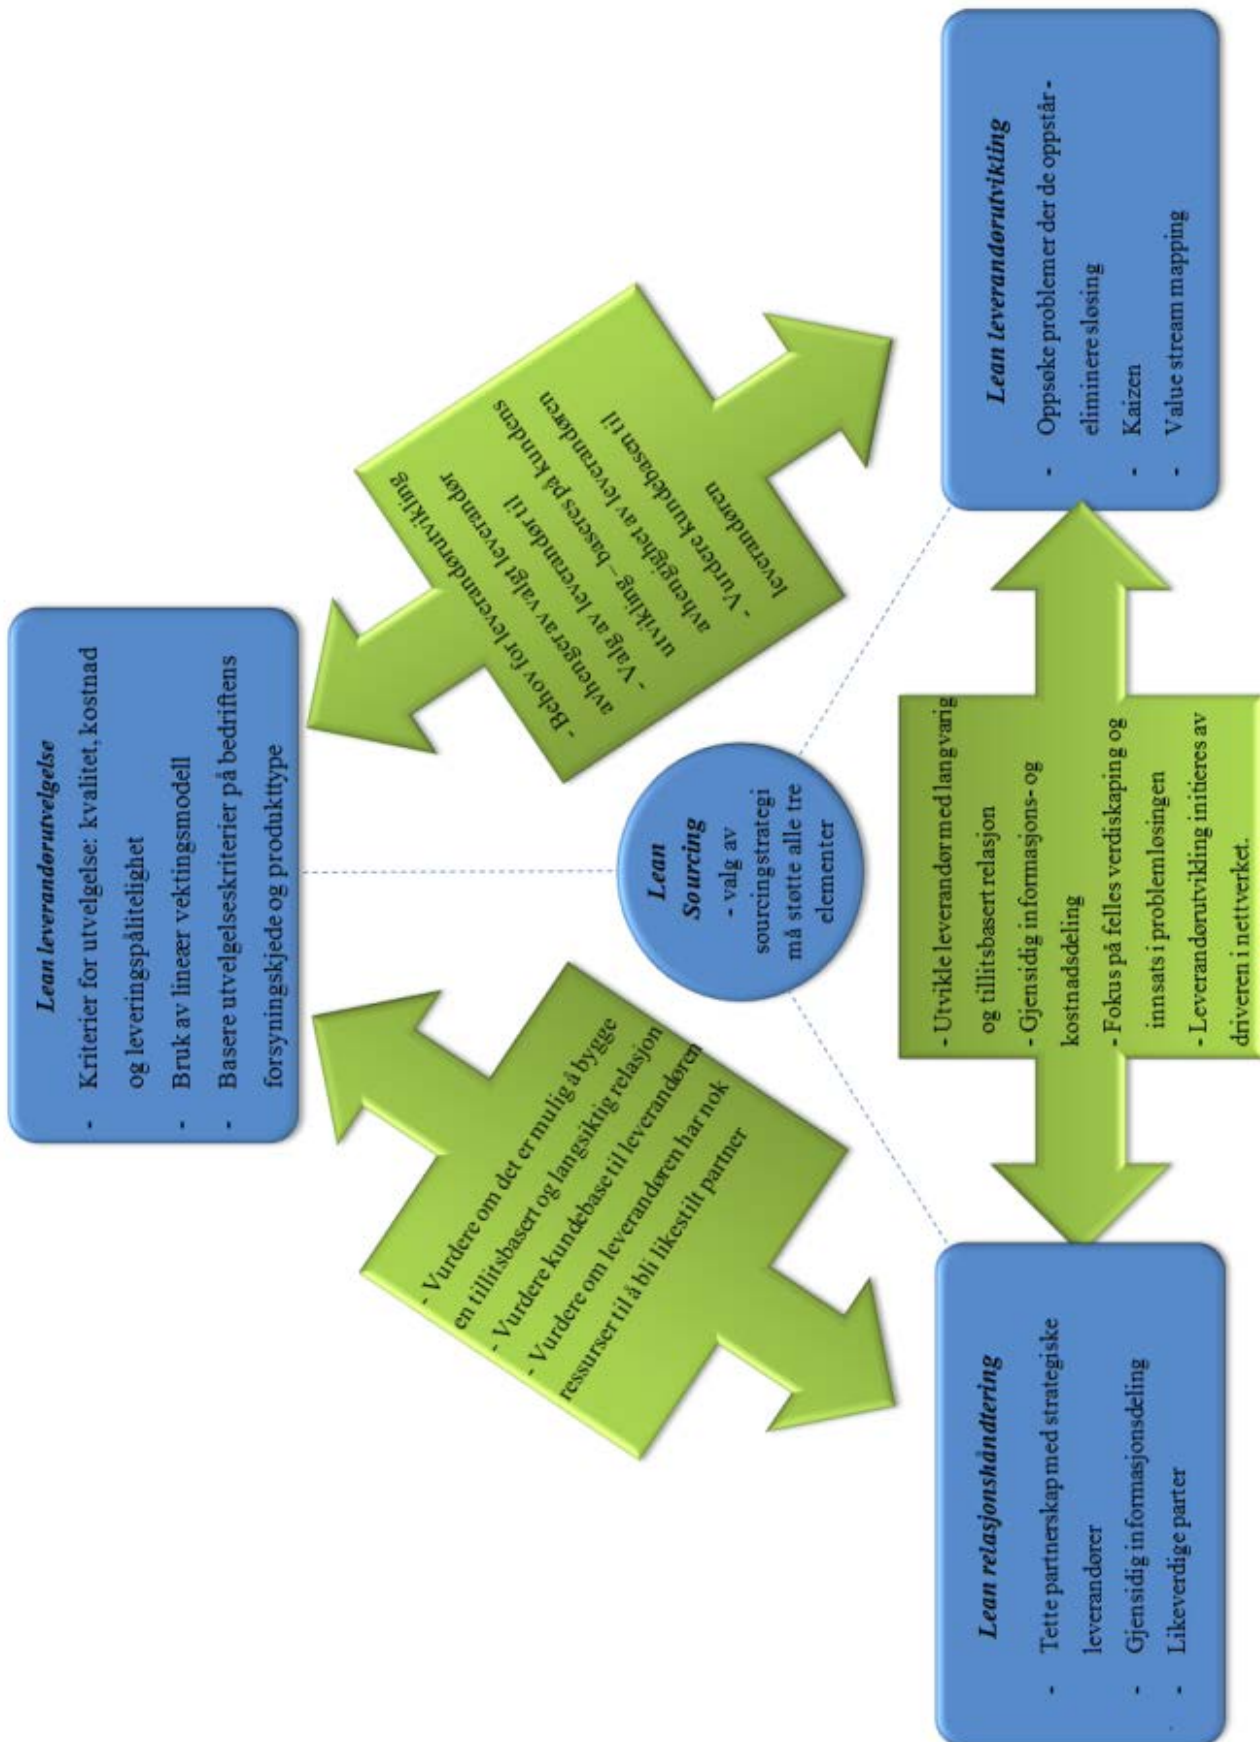 Lean leverandørutvelgelse
- Kriterier for utvelgelse: kvalitet, kostnad
og leveringspålitelighet
- Bruk av lineær vektingsmodell
- Basere utvelgelseskriterier på bedriftens
forsyningskjede og produkttype
- Vurdere om det er mulig å bygge
en tillitsbasert og langsiktig relasjon
- Vurdere kundebase til leverandøren
- Vurdere om leverandøren har nok
ressurser til å bli likestilt partner
Lean
Sourcing
- valg av
sourcingstrategi
må støtte alle tre
elementer
- Behov for leverandørutvikling
avhenger av valgt leverandør
- Valg av leverandør til
utvikling – baseres på kundens
avhengighet av leverandøren
- Vurdere kundebasen til
leverandøren
Lean relasjonshåndtering
- Tette partnerskap med strategiske
leverandører
- Gjensidig informasjonsdeling
- Likeverdige parter
- Utvikle leverandør med langvarig
og tillitsbasert relasjon
- Gjensidig informasjons- og
kostnadsdeling
- Fokus på felles verdiskaping og
innsats i problemløsingen
- Leverandørutvikling initieres av
driveren i nettverket.
Lean leverandørutvikling
- Oppsøke problemer der de oppstår -
eliminere sløsing
- Kaizen
- Value stream mapping